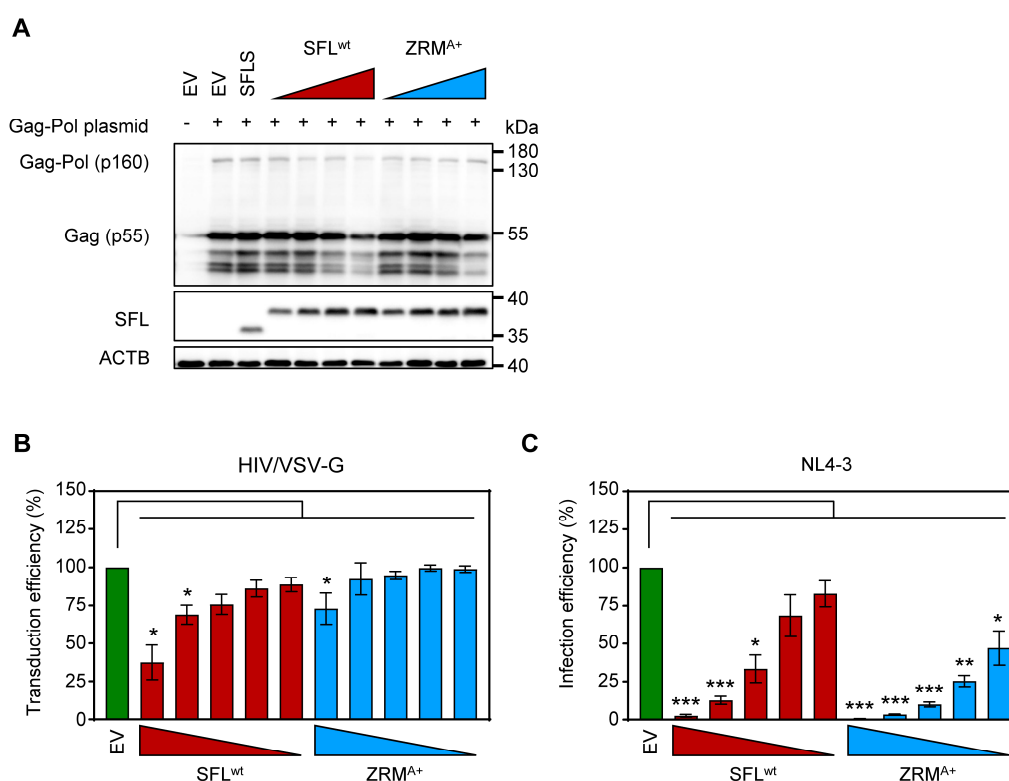 A
EV
EV
SFLS
SFLwt
ZRMA+
Gag-Pol plasmid - + + + + + + + + + + kDa
Gag-Pol (p160)
180
130
Gag (p55)
55
SFL
40
35
ACTB
40
B
HIV/VSV-G
Transduction efficiency (%)
150
100
75
50
25
0
* * *
EV
SFLwt
ZRMA+
C
NL4-3
Infection efficiency (%)
150
100
75
50
25
0
*** *** * *** *** *** ** *
EV
SFLwt
ZRMA+